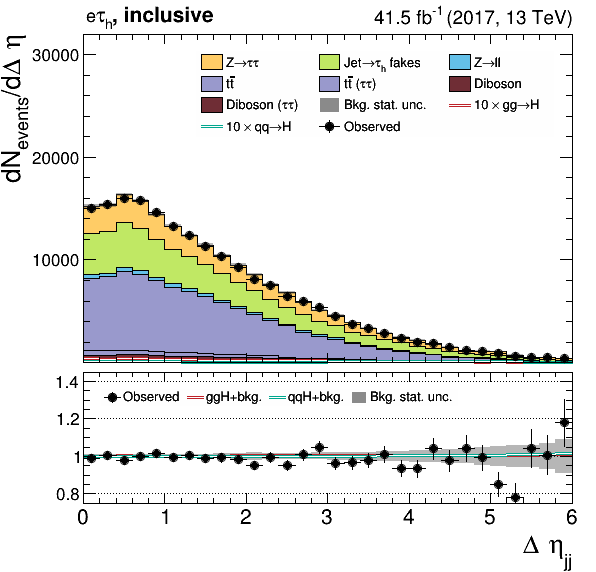 eτh, inclusive 41.5 fb⁻¹ (2017, 13 TeV)
dNevents/dΔ η
30000
20000
10000
Z→ττ Jet→τh fakes Z→ll
tt̄ tt̄ (ττ) Diboson
Diboson (ττ) Bkg. stat. unc. 10 × gg→H
10 × qq→H Observed
1.4
1.2
1
0.8
Observed ggH+bkg. qqH+bkg. Bkg. stat. unc.
0 1 2 3 4 5 6
Δ ηjj